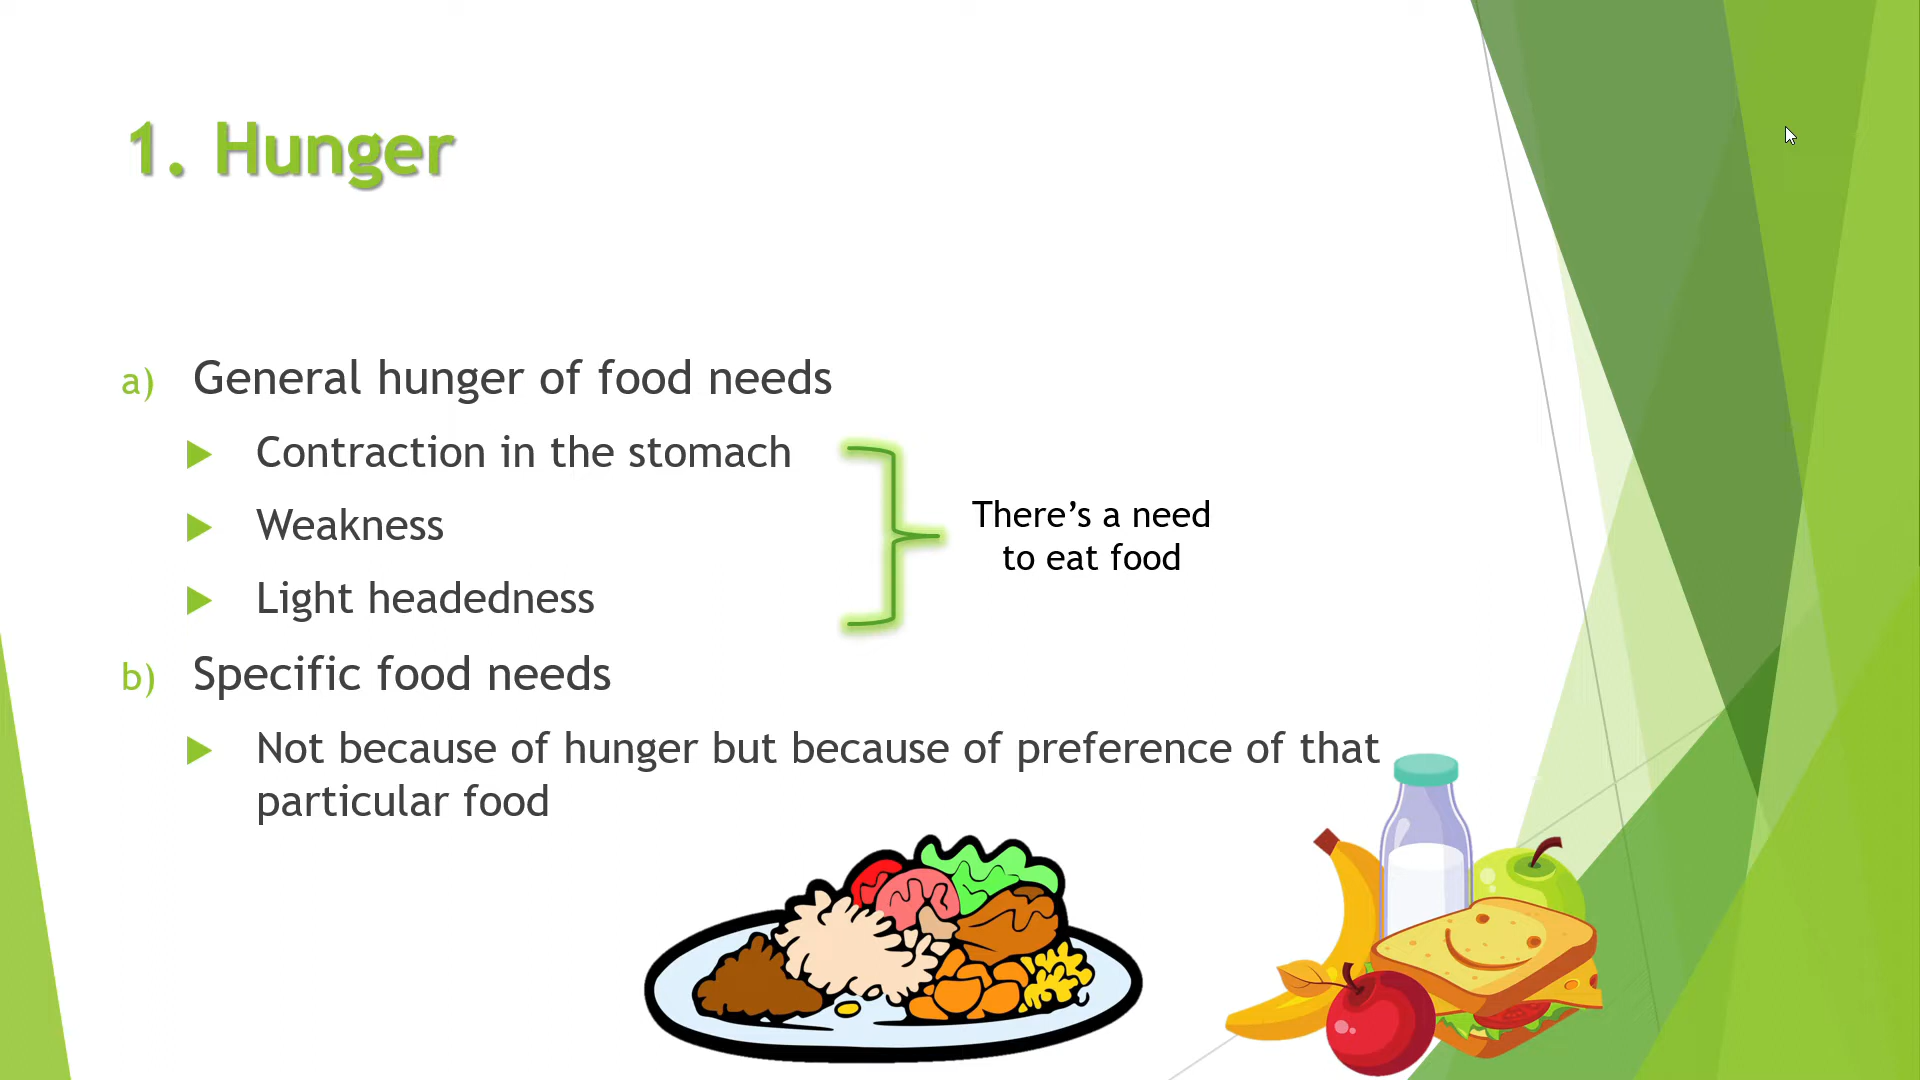 1. Hunger
a) General hunger of food needs
Contraction in the stomach
Weakness
Light headedness
There’s a need
to eat food
b) Specific food needs
Not because of hunger but because of preference of that
particular food